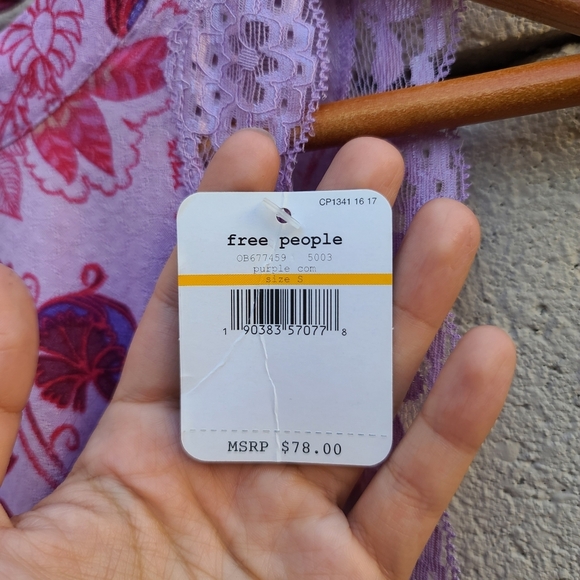 CP1341 16 17
free people
OB677459 5003
purple com
size S
1 90383 57077 8
MSRP $78.00